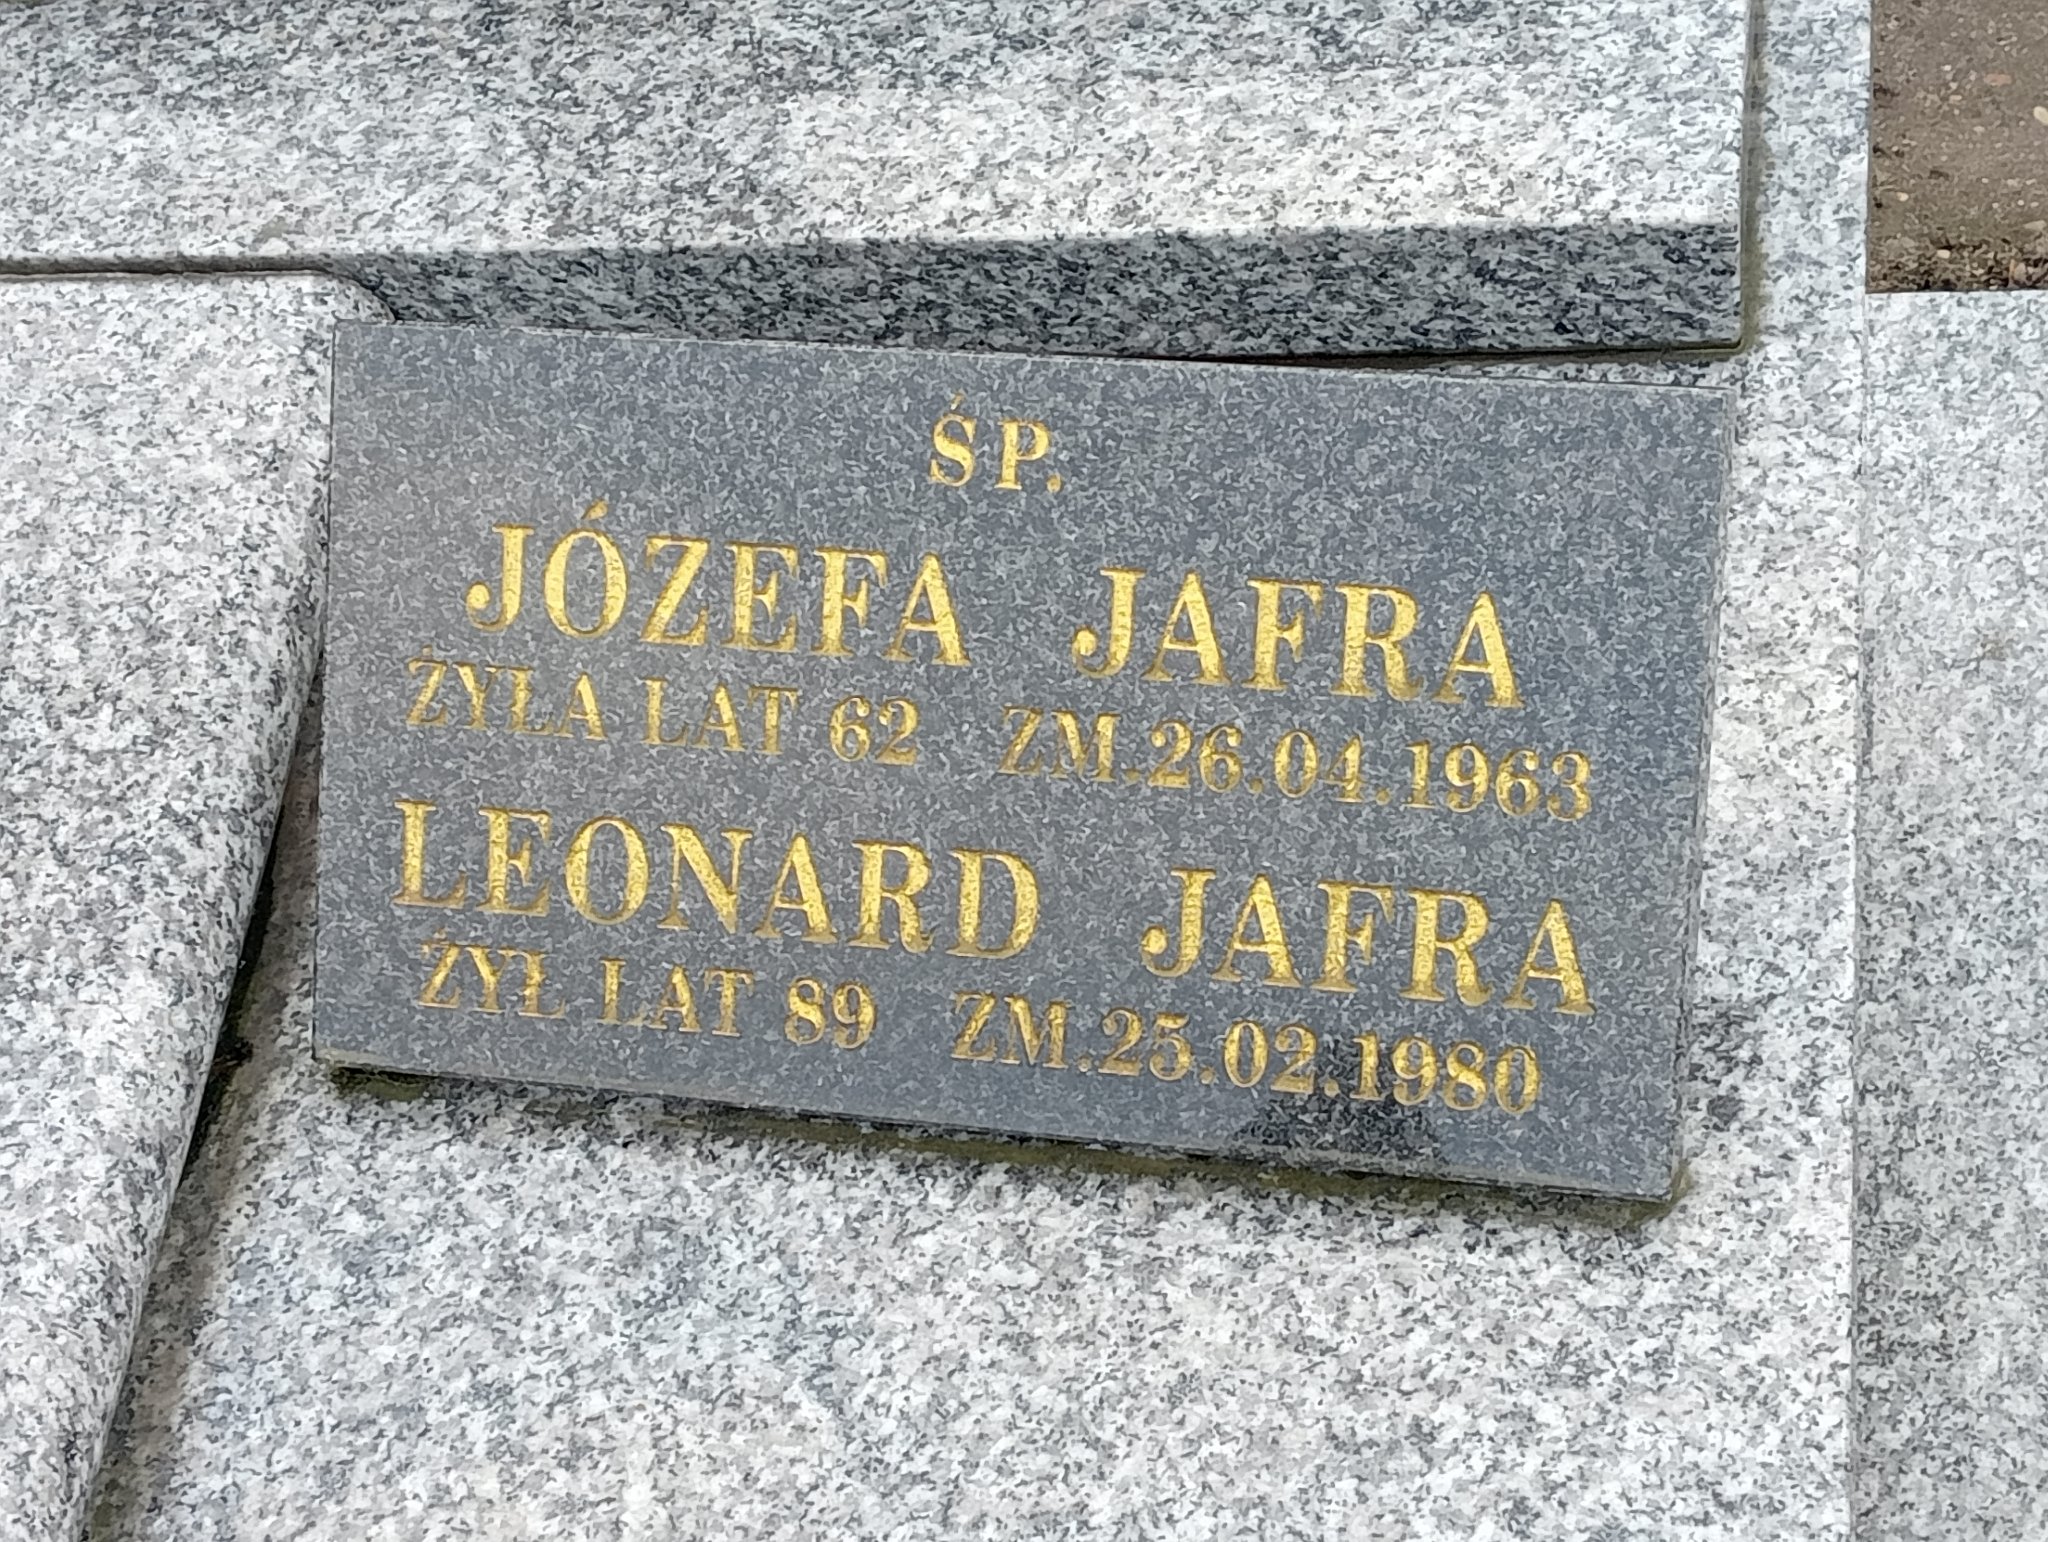 ŚP.
JÓZEFA JAFRA
ŻYŁA LAT 62 ZM.26.04.1963
LEONARD JAFRA
ŻYŁ LAT 89 ZM.25.02.1980